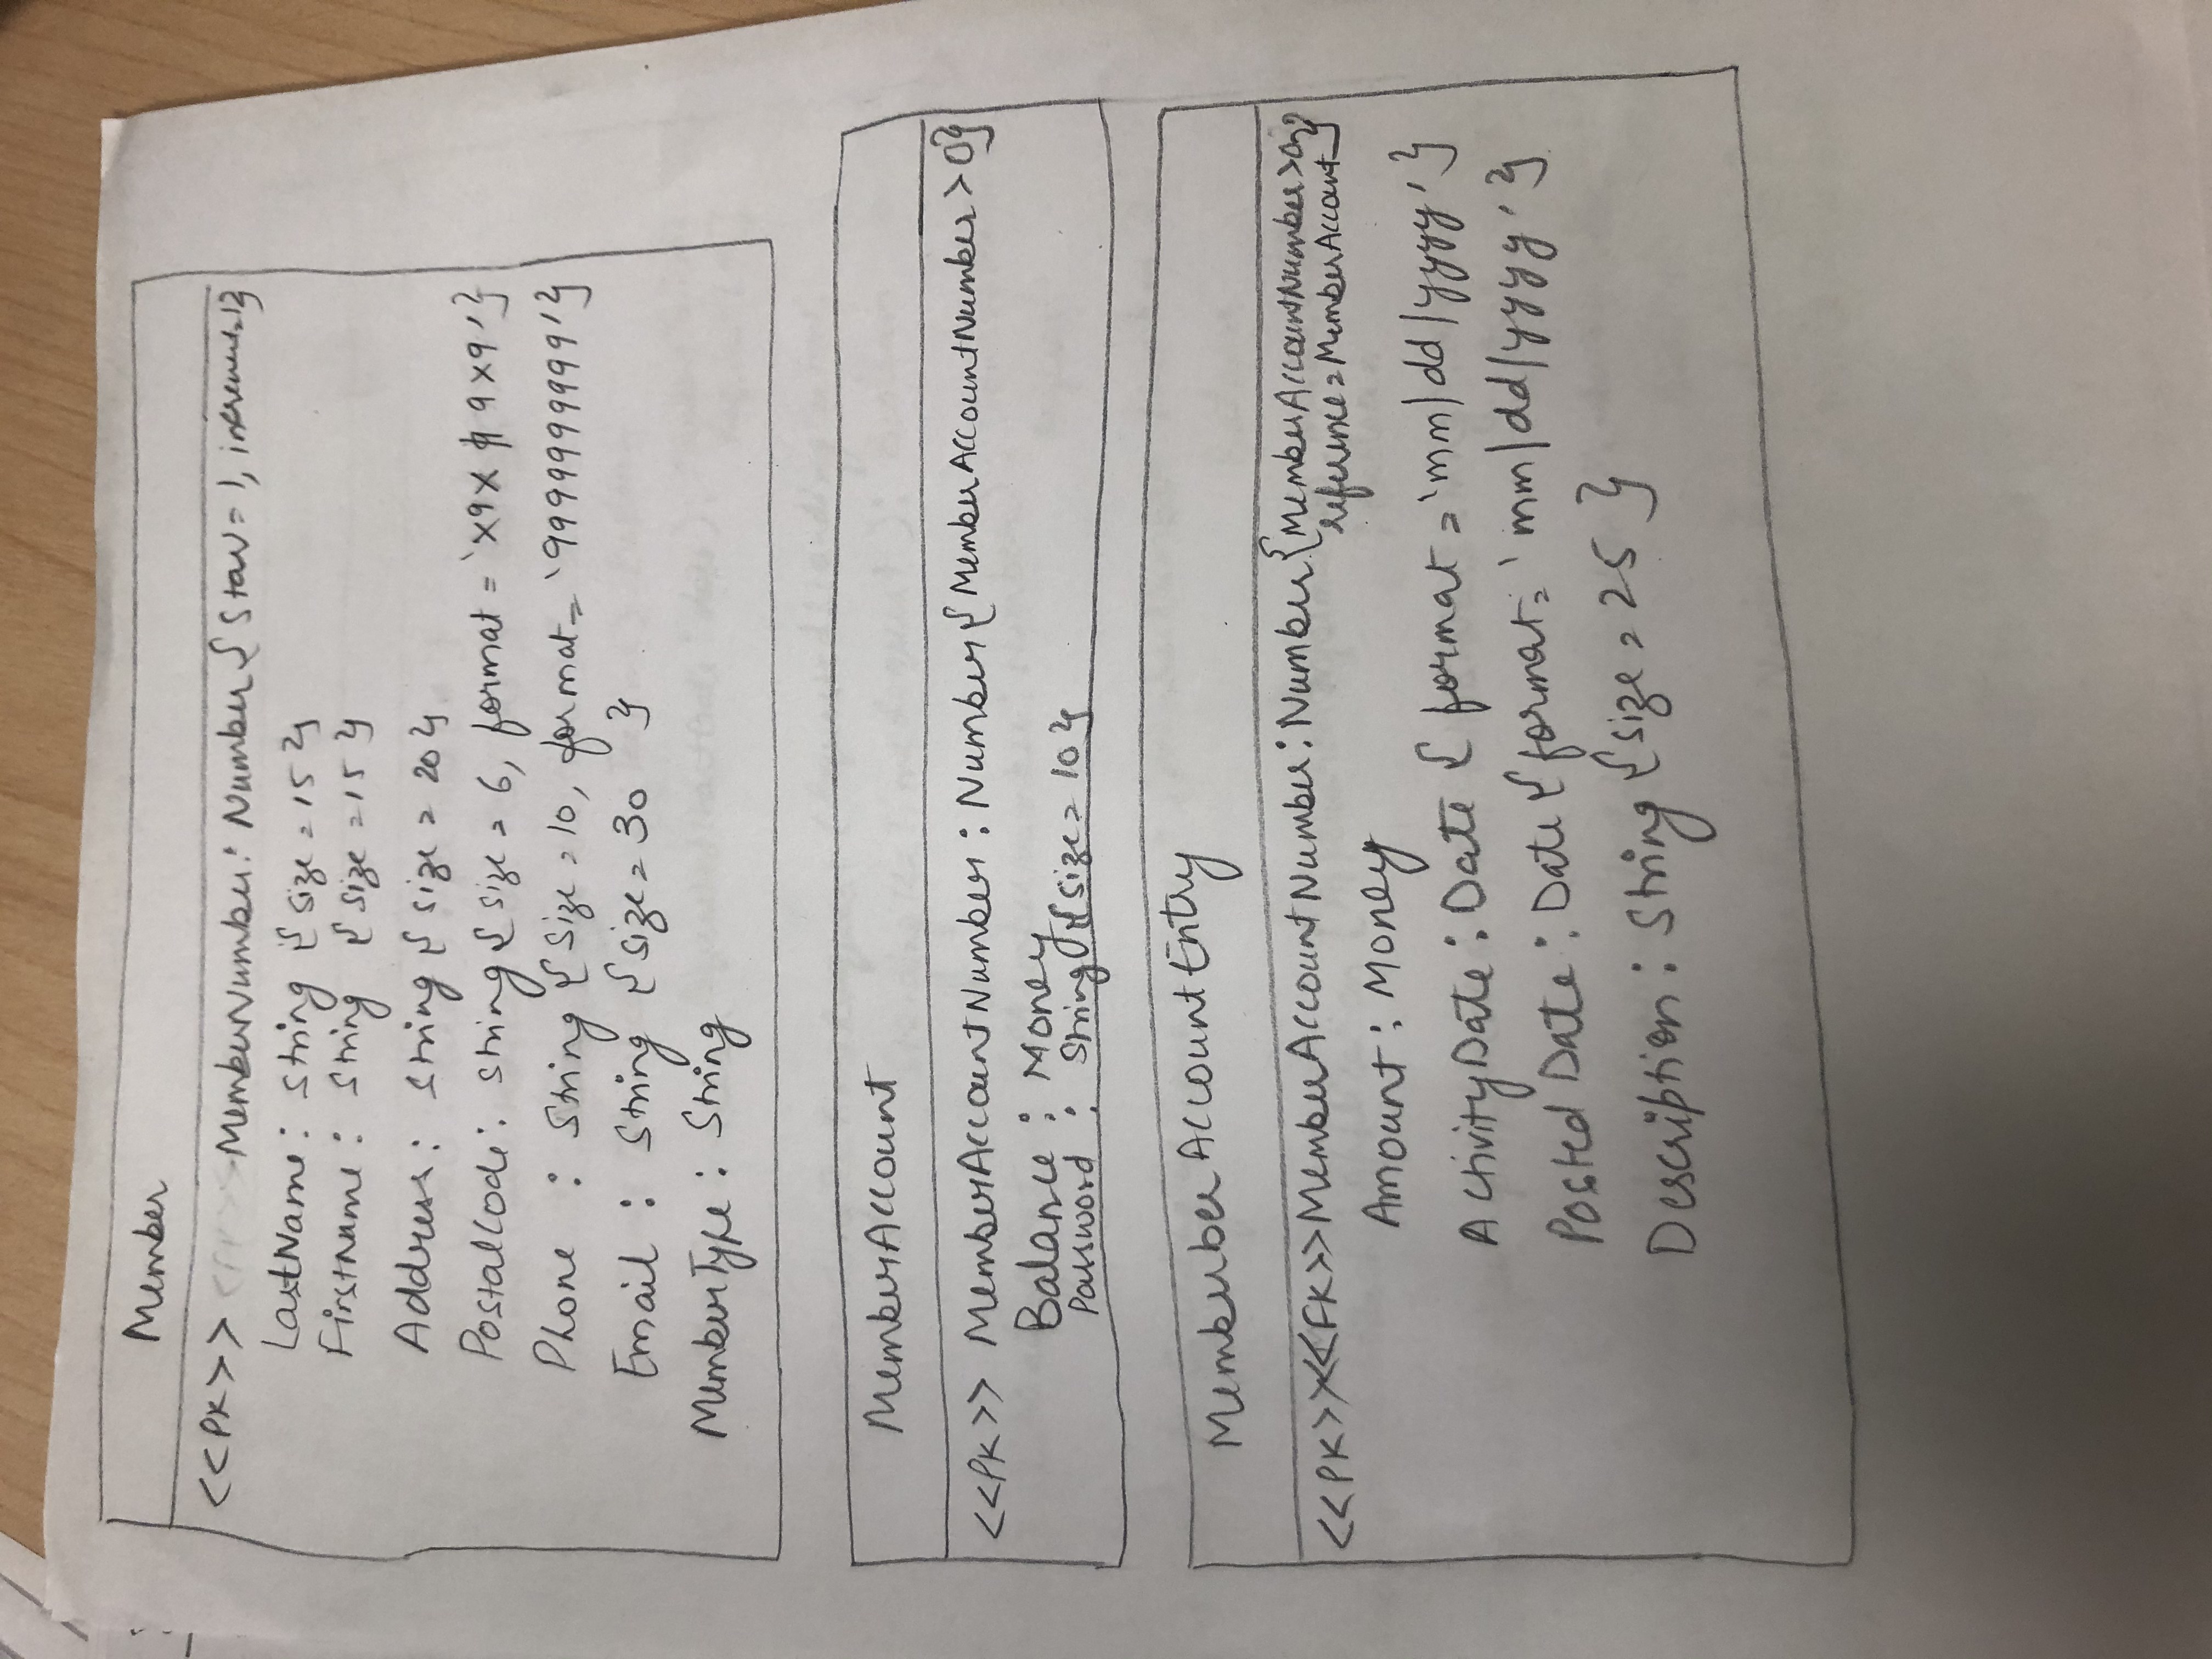 Member
<<PK>> MemberNumber: Number {Start=1, increment=1}
LastName: String {size=15}
Firstname: String {size=15}
Address: String {size=20}
PostalCode: String {size=6, format='X9X 9X9'}
Phone : String {Size=10, format='9999999999'}
Email : String {size=30 }
MemberType: String
MemberAccount
<<PK>> MemberAccountNumber: Number {MemberAccountNumber>0}
Balance: Money
Password : String {size=10}
Memberber AccountEntry
<<PK>><<FK>> MemberAccountNumber: Number {MemberAccountNumber>0,
reference=MemberAccount}
Amount: Money
ActivityDate: Date {format='mm/dd/yyyy'}
Posted Date: Date {format='mm/dd/yyyy'}
Description: String {size=25}